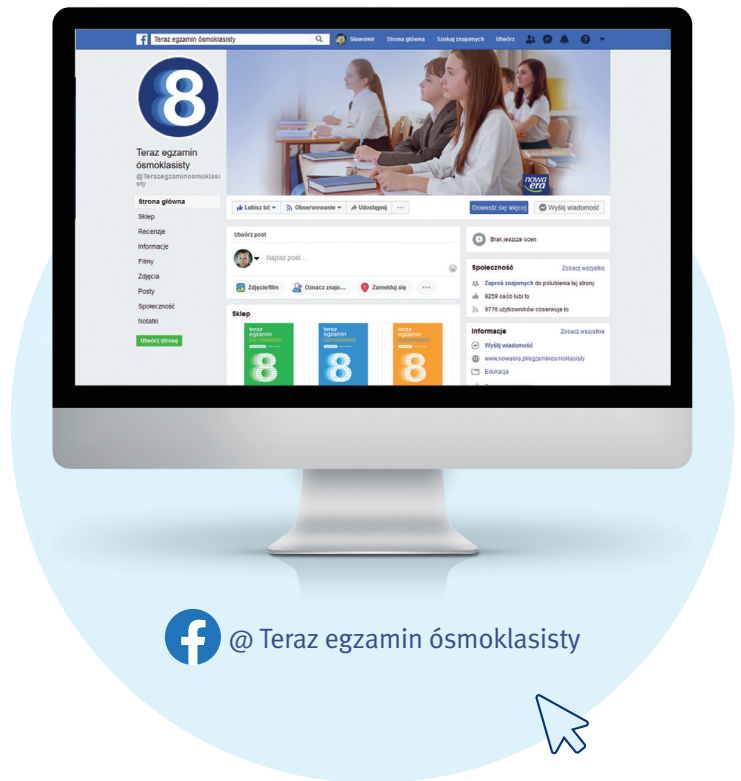 Teraz egzamin ósmoklasisty
Sławomir Strona główna Szukaj znajomych Utwórz
8
Teraz egzamin
ósmoklasisty
@Terazegzaminosmoklasi
sty
nowa
era
Strona główna
Sklep
Recenzje
Informacje
Filmy
Zdjęcia
Posty
Społeczność
Notatki
Utwórz stronę
Lubisz to! Obserwowanie Udostępnij ...
Dowiedz się więcej Wyślij wiadomość
Utwórz post
Napisz post...
Zdjęcie/film Oznacz znajo... Zamelduj się ...
Sklep
teraz
egzamin
ósmoklasisty
8
teraz
egzamin
ósmoklasisty
8
teraz
egzamin
ósmoklasisty
8
Brak jeszcze ocen
Społeczność Zobacz wszystko
Zaproś znajomych do polubienia tej strony
9259 osób lubi to
9776 użytkowników obserwuje to
Informacje Zobacz wszystkie
Wyślij wiadomość
www.nowaera.pl/egzaminosmoklasisty
Edukacja
@ Teraz egzamin ósmoklasisty